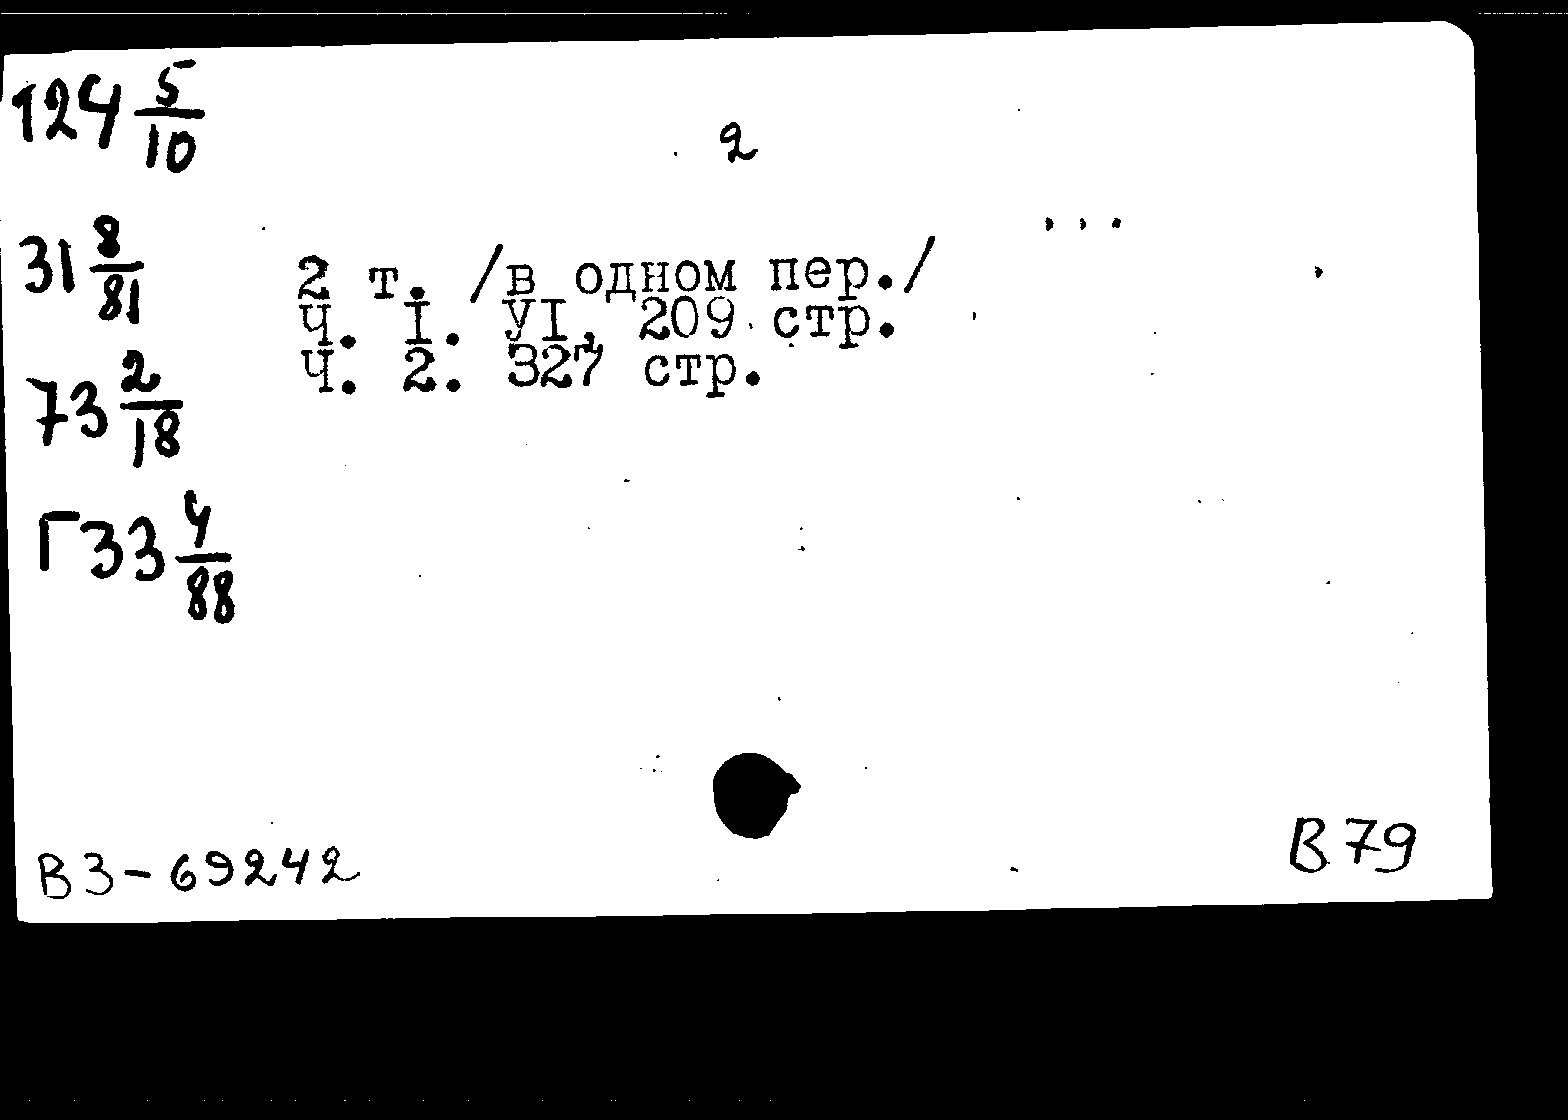 124 5/10
2
31 8/81
2 т. /в одном пер./
Ч. I. УI, 209 стр.
Ч. 2. 327 стр.
73 2/18
Г33 4/88
В3-69242
В79